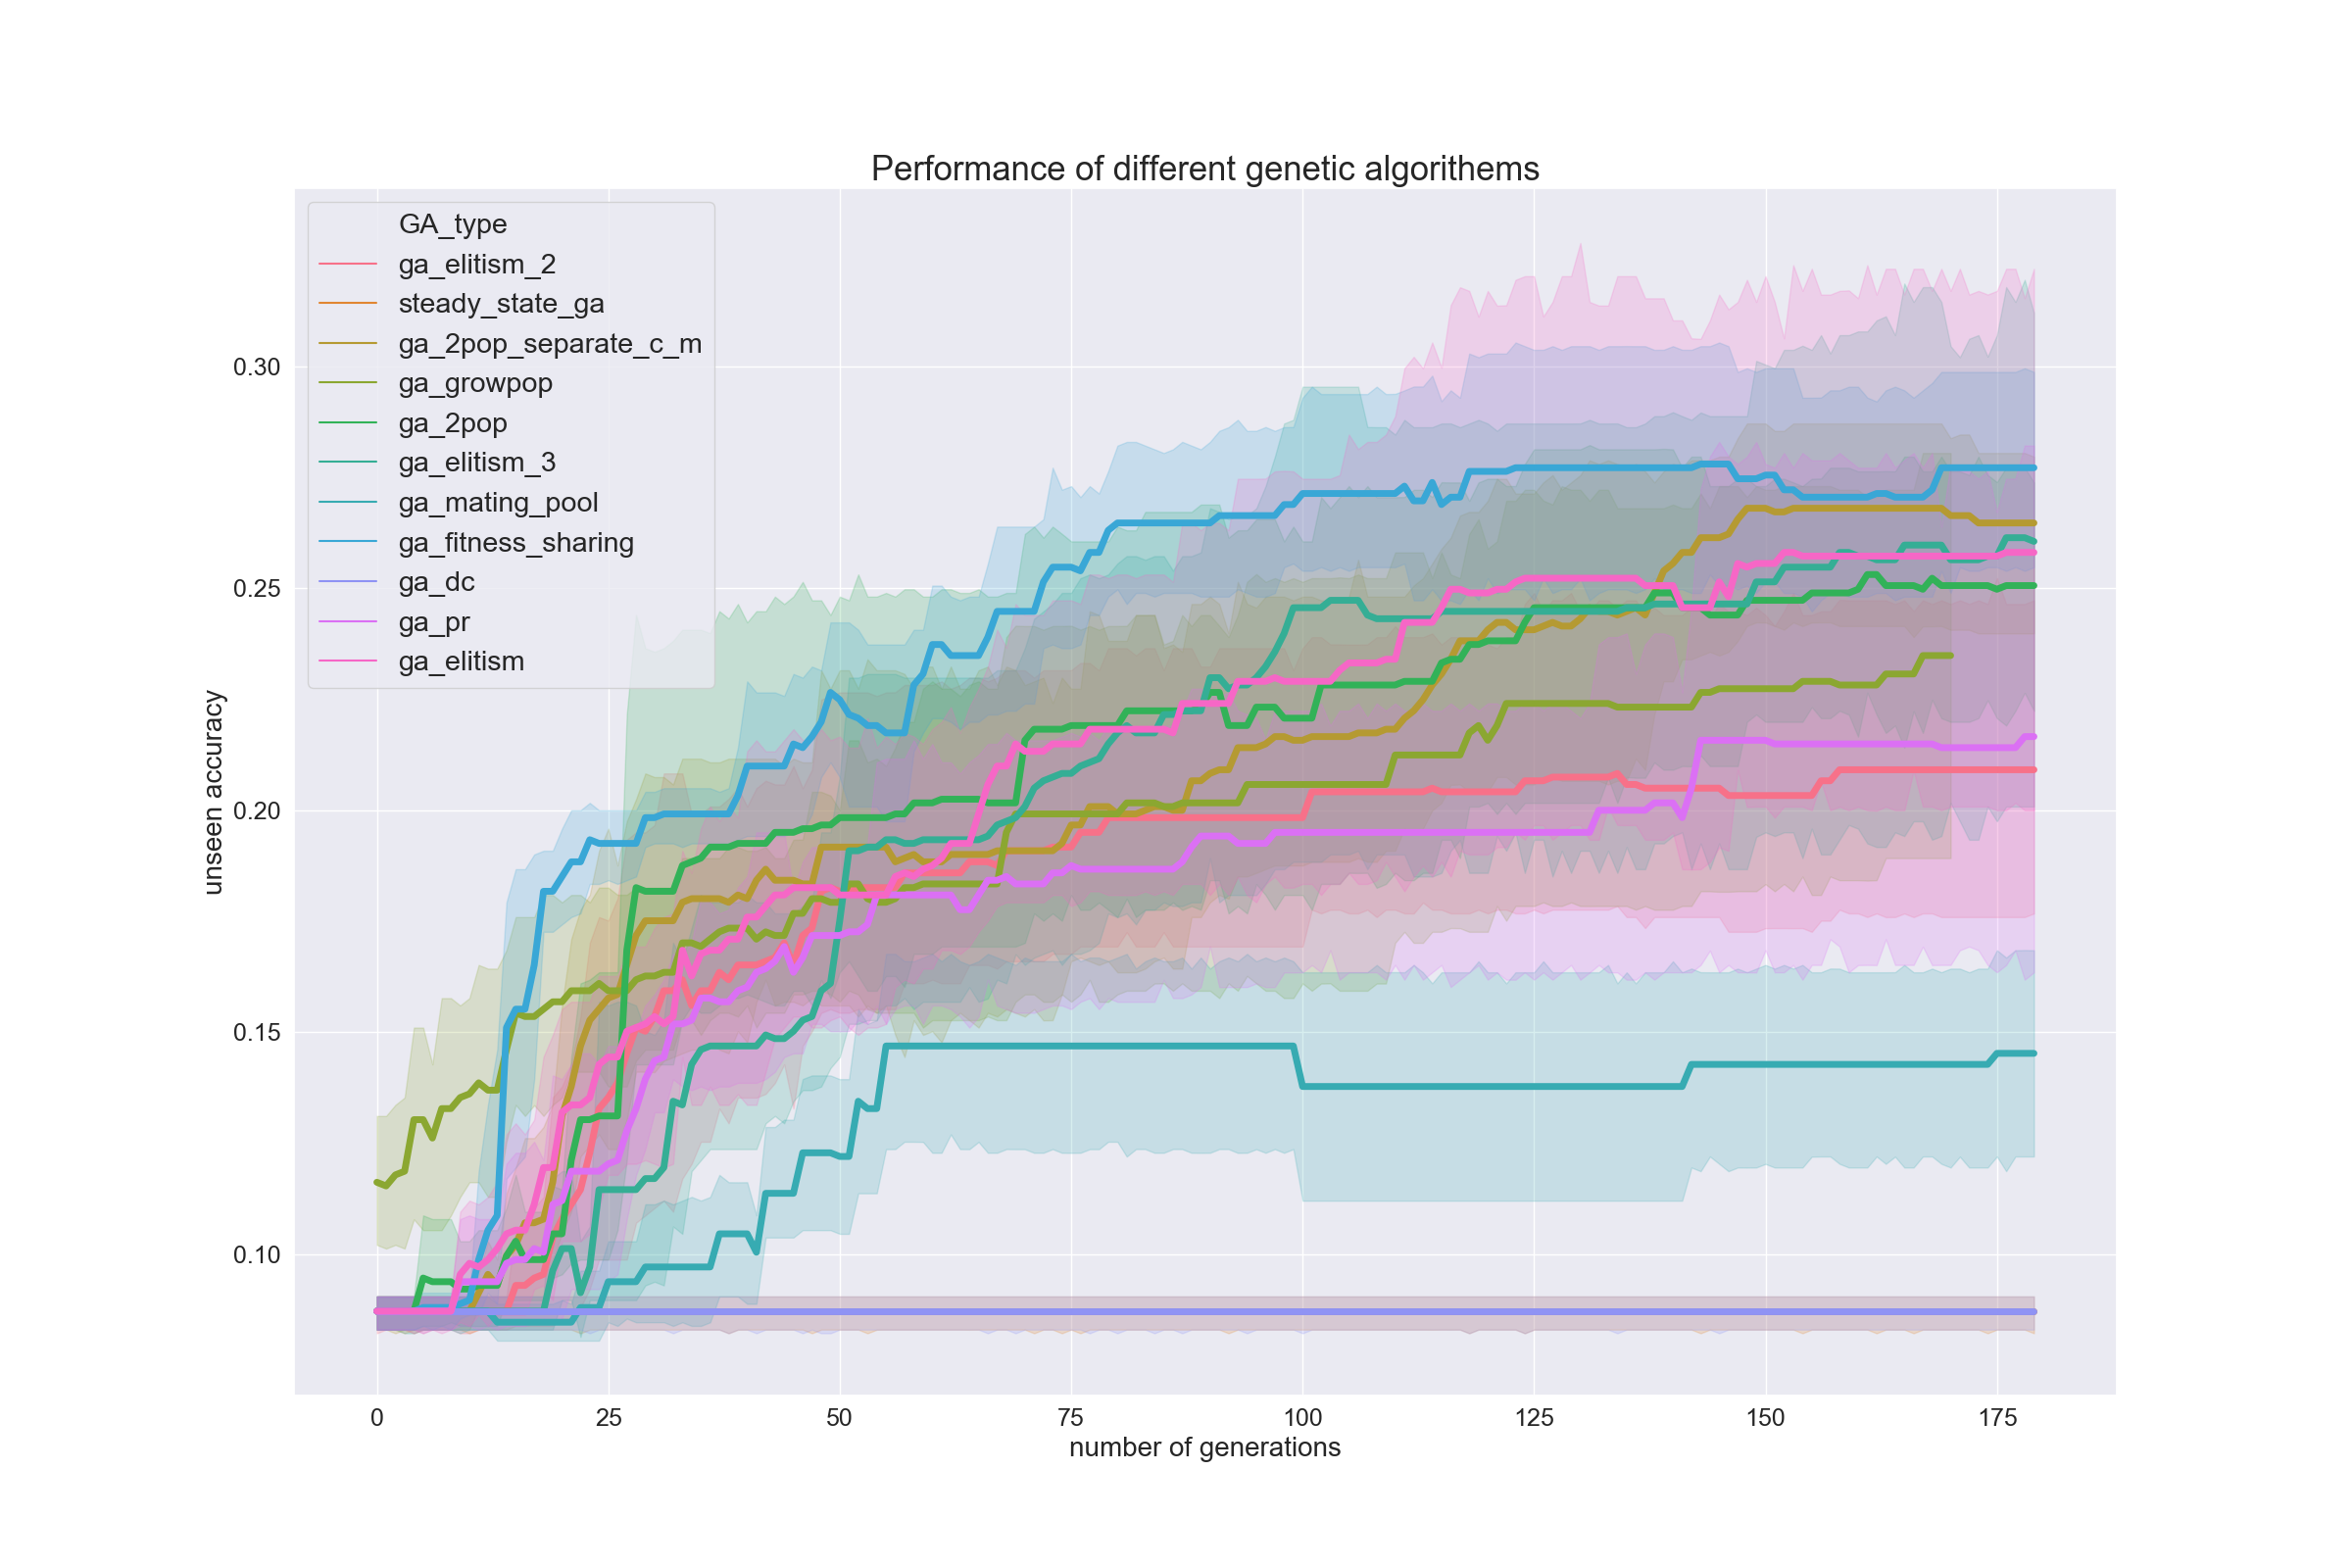 Performance of different genetic algorithems
GA_type
ga_elitism_2
steady_state_ga
ga_2pop_separate_c_m
ga_growpop
ga_2pop
ga_elitism_3
ga_mating_pool
ga_fitness_sharing
ga_dc
ga_pr
ga_elitism
unseen accuracy
0.30
0.25
0.20
0.15
0.10
0 25 50 75 100 125 150 175
number of generations